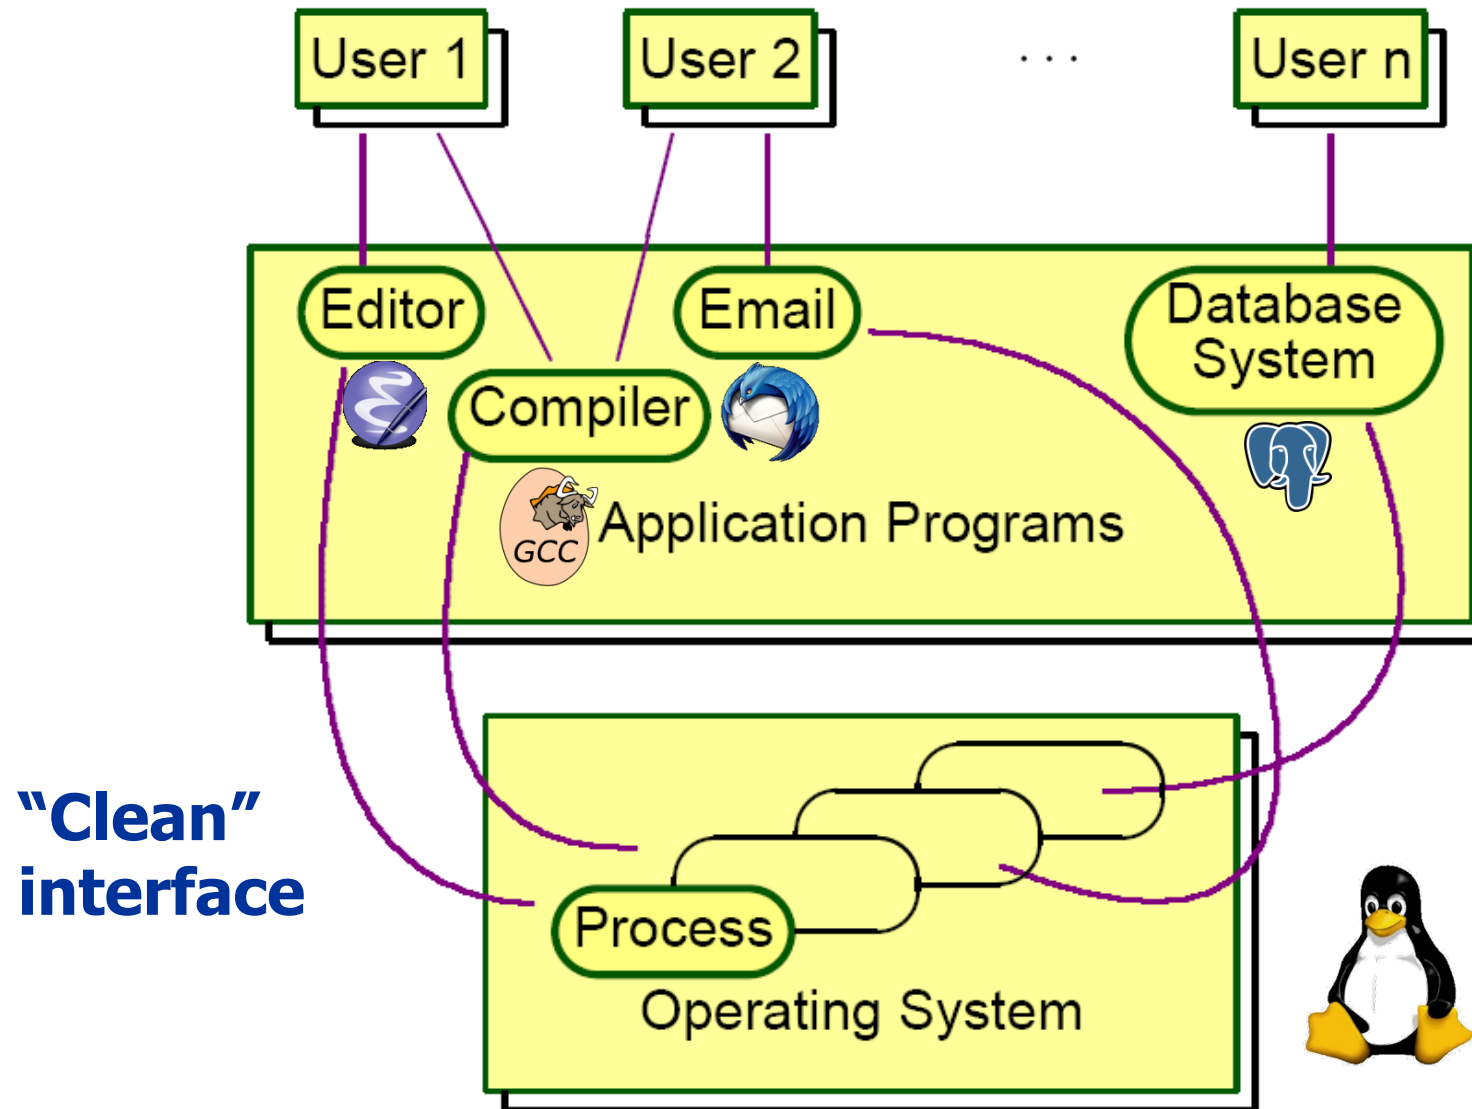 User 1
User 2
. . .
User n
Editor
Email
Database
System
Compiler
GCC
Application Programs
“Clean”
interface
Process
Operating System